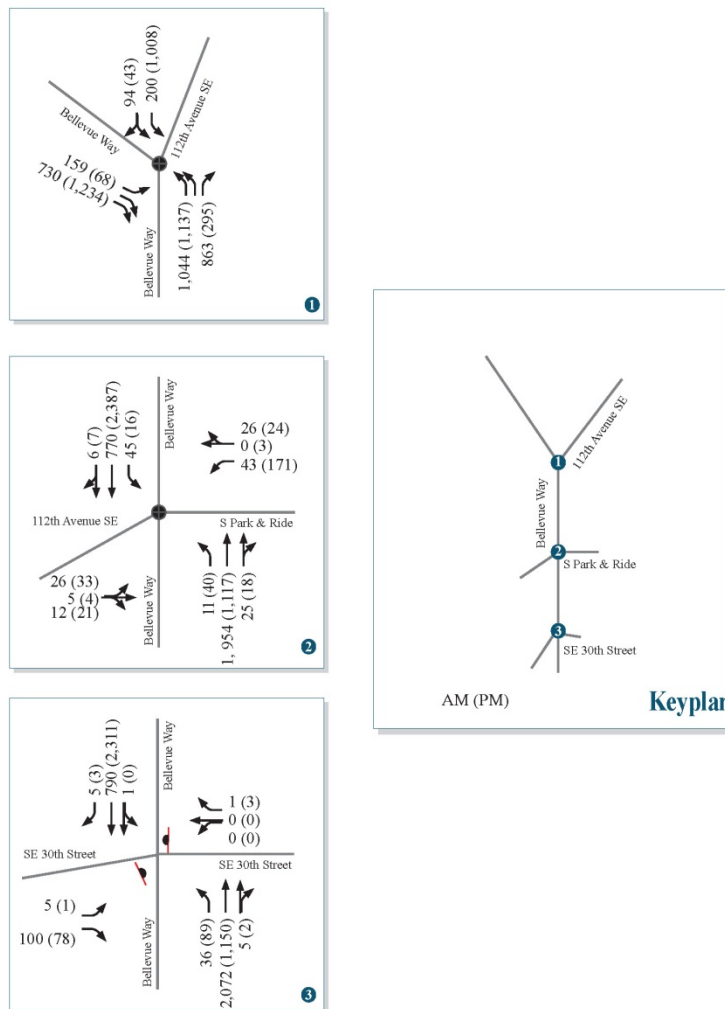 94 (43)
200 (1,008)
Bellevue Way
112th Avenue SE
159 (68)
730 (1,234)
Bellevue Way
1,044 (1,137)
863 (295)
1
6 (7)
770 (2,387)
45 (16)
Bellevue Way
26 (24)
0 (3)
43 (171)
112th Avenue SE
S Park & Ride
26 (33)
5 (4)
12 (21)
Bellevue Way
11 (40)
1, 954 (1,117)
25 (18)
2
5 (3)
790 (2,311)
1 (0)
Bellevue Way
1 (3)
0 (0)
0 (0)
SE 30th Street
SE 30th Street
5 (1)
100 (78)
Bellevue Way
36 (89)
2,072 (1,150)
5 (2)
3
112th Avenue SE
1
Bellevue Way
2
S Park & Ride
3
SE 30th Street
AM (PM)
Keyplan